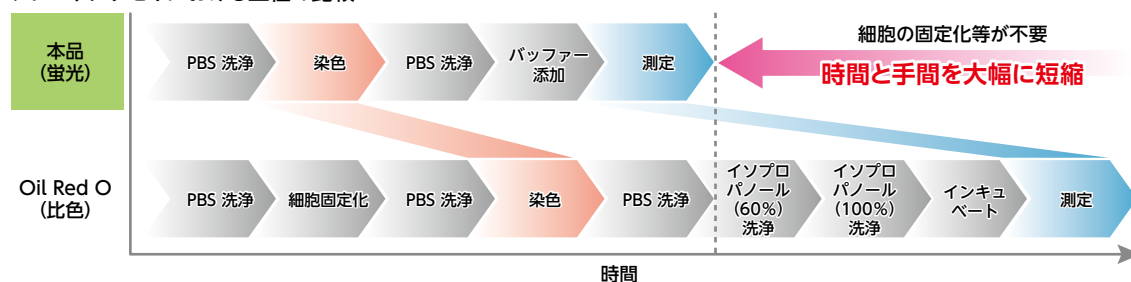 本品
(蛍光)
PBS 洗浄
染色
PBS 洗浄
バッファー
添加
測定
細胞の固定化等が不要
時間と手間を大幅に短縮
Oil Red O
(比色)
PBS 洗浄
細胞固定化
PBS 洗浄
染色
PBS 洗浄
イソプロ
パノール
(60%)
洗浄
イソプロ
パノール
(100%)
洗浄
インキュ
ベート
測定
時間